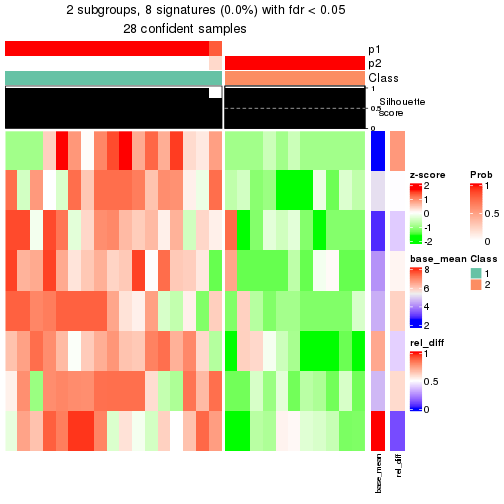 2 subgroups, 8 signatures (0.0%) with fdr < 0.05
28 confident samples
p1
p2
Class
1
0.5
0
Silhouette
score
z-score
2
1
0
-1
-2
Prob
1
0.5
0
base_mean
8
6
4
2
Class
1
2
rel_diff
1
0.5
0
base_mean
rel_diff